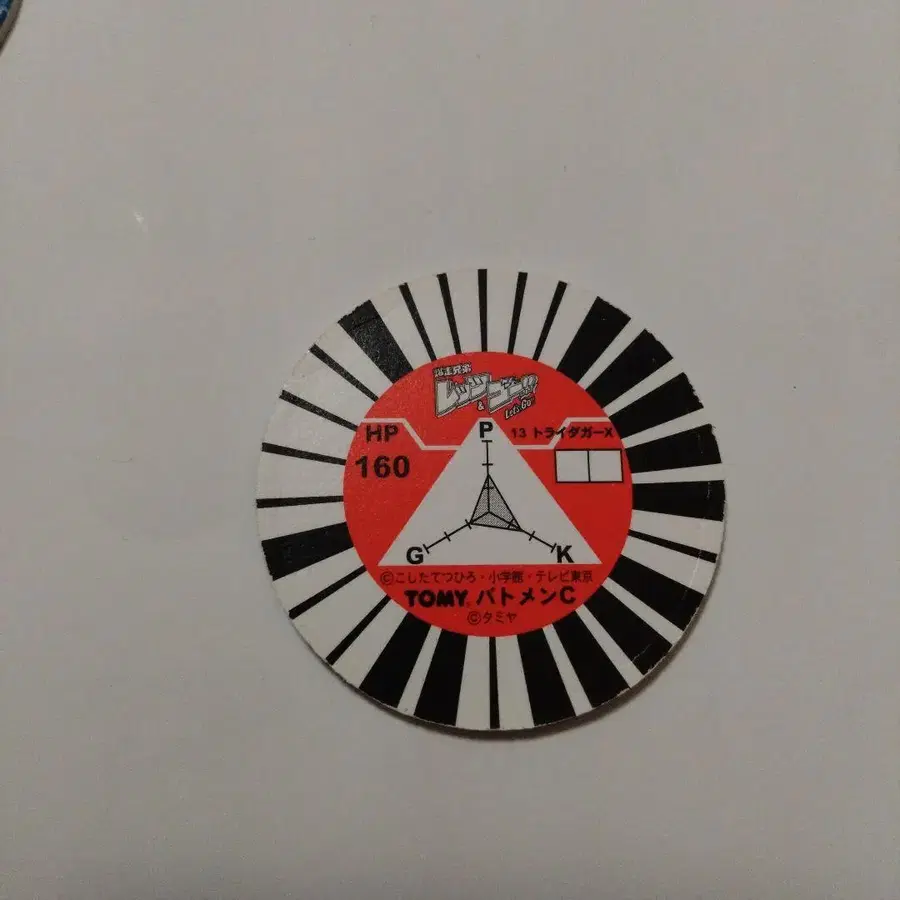 爆走兄弟
レッツ
&
ゴー!!
Let's & Go
HP
160
P
13 トライダガーX
G
K
©こしたてつひろ・小学館・テレビ東京
TOMY バトメンC
©タミヤ